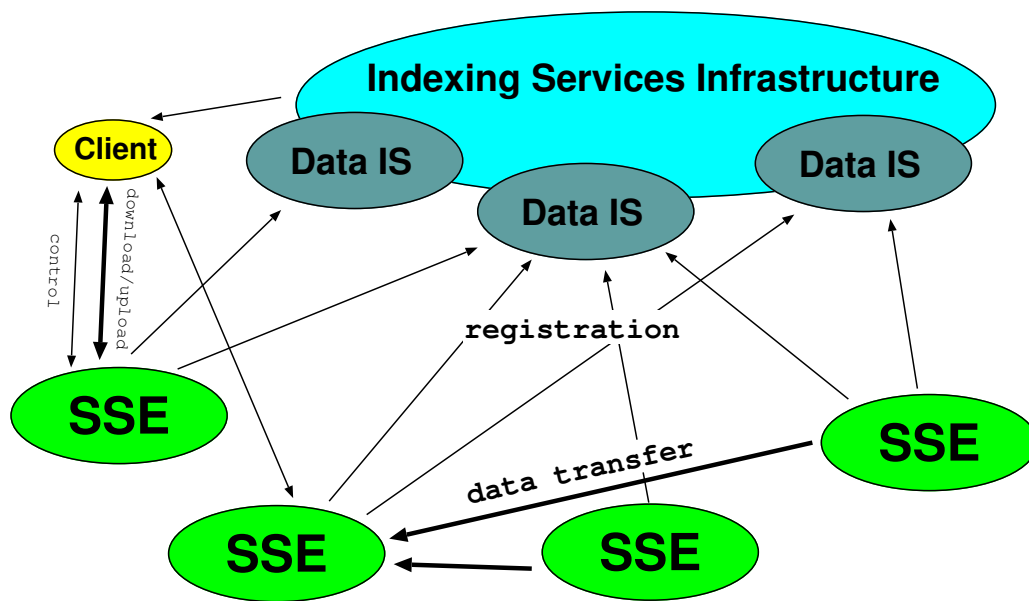 Indexing Services Infrastructure
Client
Data IS
Data IS
Data IS
control
download/upload
registration
SSE
data transfer
SSE
SSE
SSE